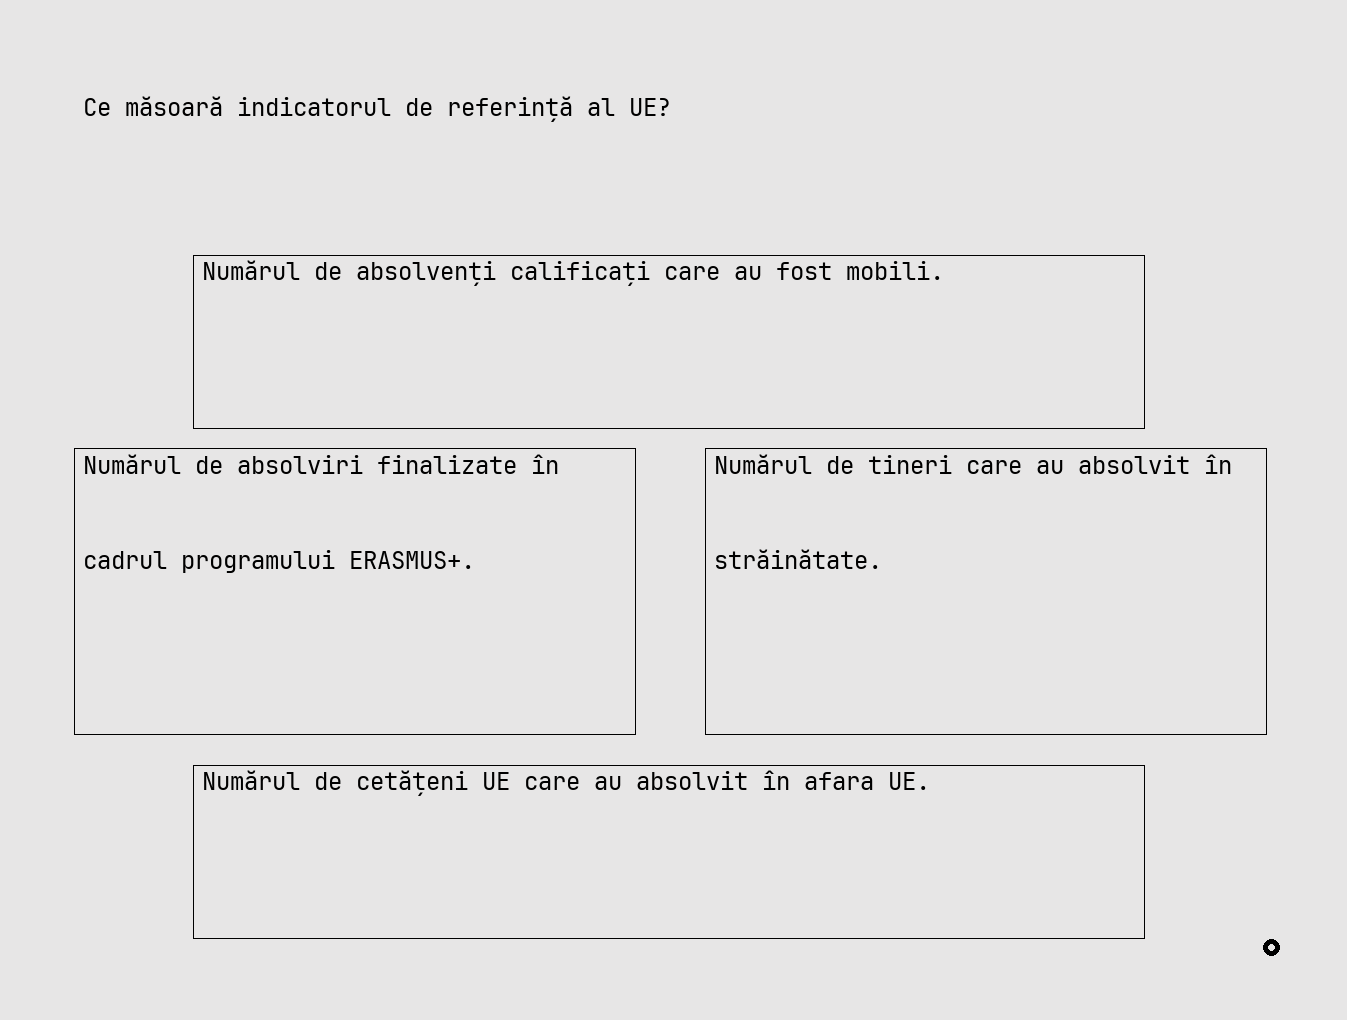 Ce măsoară indicatorul de referință al UE?
Numărul de absolvenți calificați care au fost mobili.
Numărul de absolviri finalizate în
cadrul programului ERASMUS+.
Numărul de tineri care au absolvit în
străinătate.
Numărul de cetățeni UE care au absolvit în afara UE.